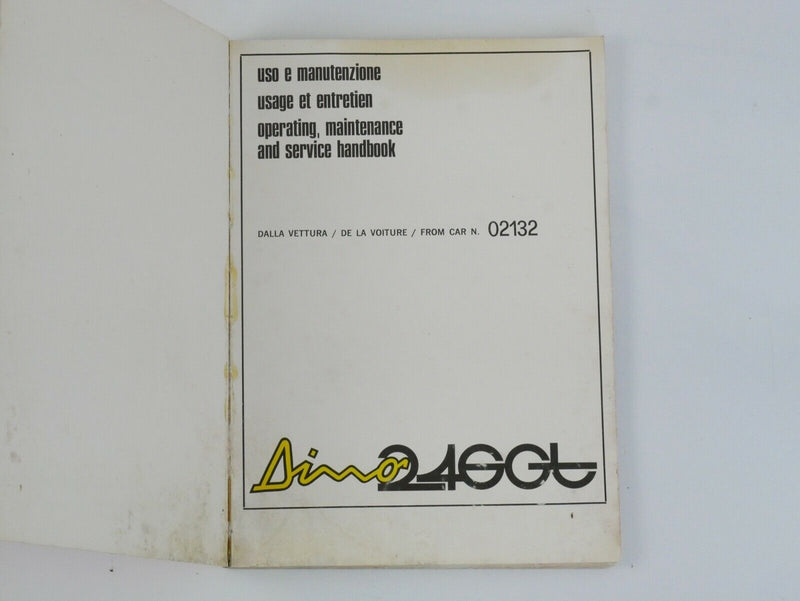 uso e manutenzione
usage et entretien
operating, maintenance
and service handbook
DALLA VETTURA / DE LA VOITURE / FROM CAR N. 02132
Dino 246Gt